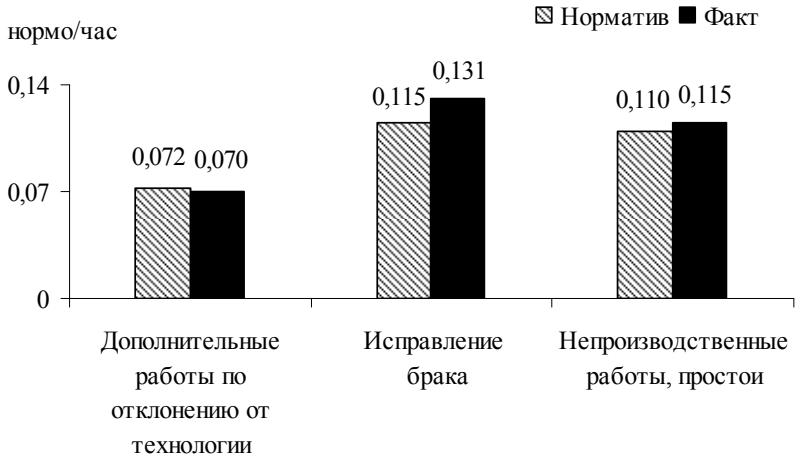 Норматив Факт
нормо/час
0,14
0,131
0,115
0,110 0,115
0,072 0,070
0,07
0
Дополнительные
работы по
отклонению от
технологии
Исправление
брака
Непроизводственные
работы, простои